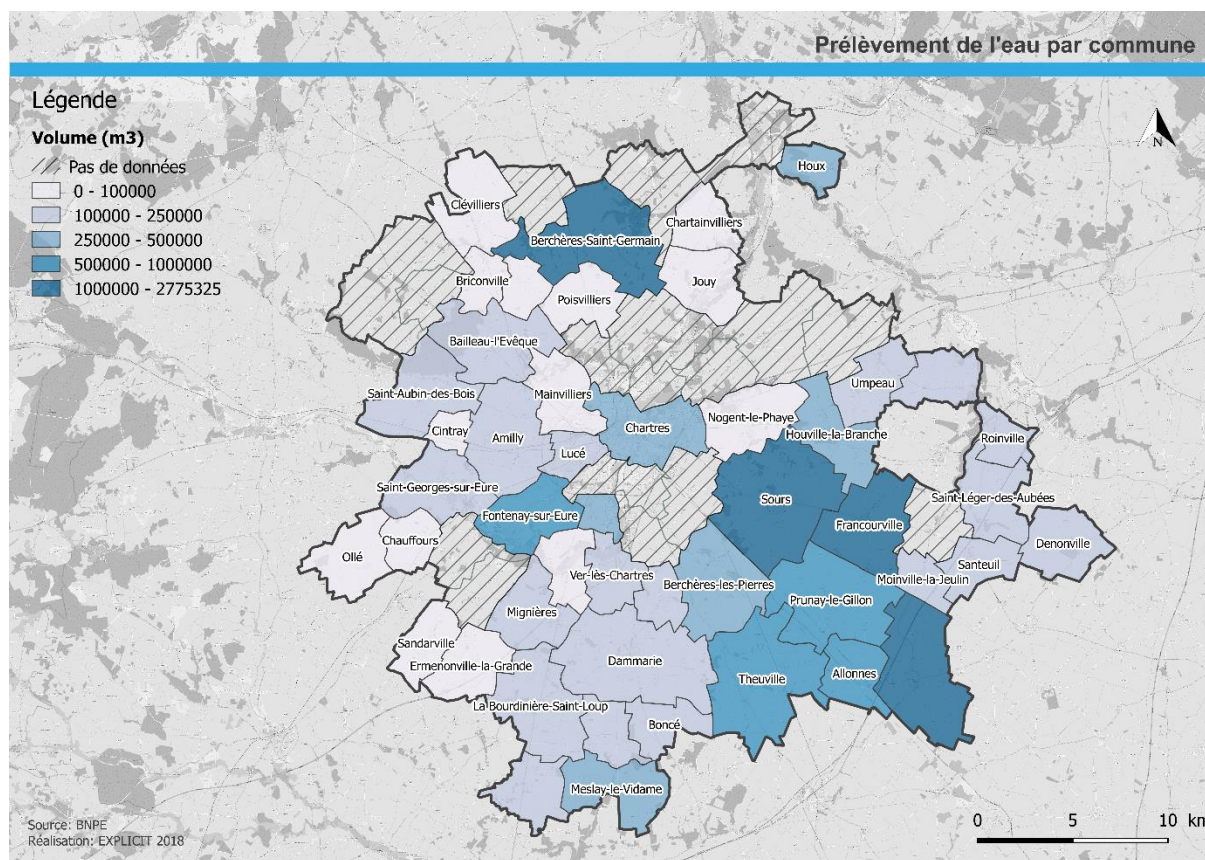 Prélèvement de l'eau par commune
Légende
Volume (m3)
Pas de données
0 - 100000
100000 - 250000
250000 - 500000
500000 - 1000000
1000000 - 2775325
N
Houx
Clévilliers
Chartainvilliers
Berchères-Saint-Germain
Briconville
Jouy
Poisvilliers
Bailleau-l'Evêque
Umpeau
Saint-Aubin-des-Bois
Mainvilliers
Nogent-le-Phaye
Cintray
Amilly
Chartres
Houville-la-Branche
Roinville
Lucé
Saint-Georges-sur-Eure
Sours
Saint-Léger-des-Aubées
Fontenay-sur-Eure
Francourville
Chauffours
Denonville
Ollé
Santeuil
Ver-lès-Chartres
Berchères-les-Pierres
Moinville-la-Jeulin
Prunay-le-Gillon
Mignières
Sandarville
Dammarie
Ermenonville-la-Grande
Theuville
Allonnes
La Bourdinière-Saint-Loup
Boncé
Meslay-le-Vidame
Source: BNPE
Réalisation: EXPLICIT 2018
0 5 10 km